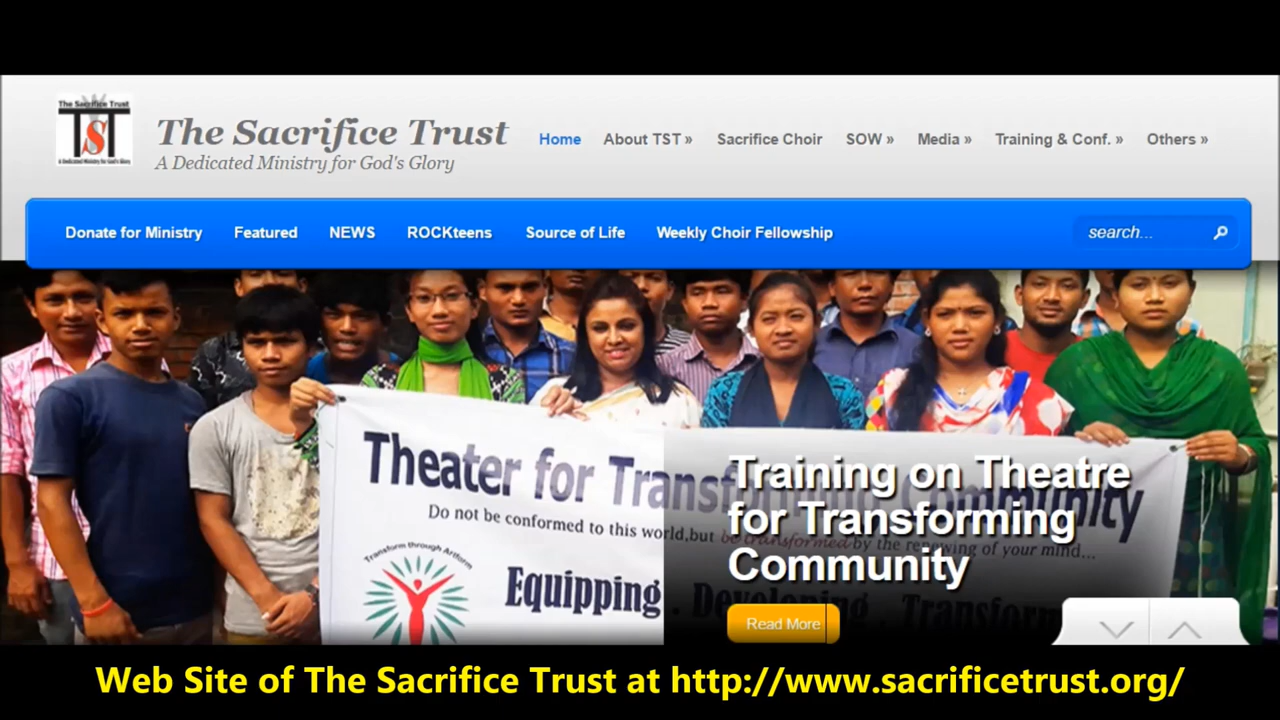 The Sacrifice Trust
TST
A Dedicated Ministry for God's Glory
The Sacrifice Trust
A Dedicated Ministry for God's Glory
Home About TST » Sacrifice Choir SOW » Media » Training & Conf. » Others »
Donate for Ministry Featured NEWS ROCKteens Source of Life Weekly Choir Fellowship search...
Theater for Transforming Community
Do not be conformed to this world,but be transformed by the renewing of your mind...
Transform through Artform
Equipping . Developing . Transform
Training on Theatre
for Transforming
Community
Read More
Web Site of The Sacrifice Trust at http://www.sacrificetrust.org/